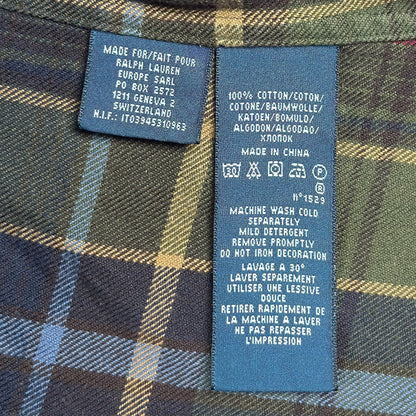 MADE FOR/FAIT POUR
RALPH LAUREN
EUROPE SARL
PO BOX 2572
1211 GENEVA 2
SWITZERLAND
N.I.F.: IT03945310963
100% COTTON/COTON/
COTONE/BAUMWOLLE/
KATOEN/BOMULD/
ALGODON/ALGODAO/
ХЛОПОК
MADE IN CHINA
P
R
n°1529
MACHINE WASH COLD
SEPARATELY
MILD DETERGENT
REMOVE PROMPTLY
DO NOT IRON DECORATION
LAVAGE A 30°
LAVER SEPAREMENT
UTILISER UNE LESSIVE
DOUCE
RETIRER RAPIDEMENT DE
LA MACHINE A LAVER
NE PAS REPASSER
L'IMPRESSION